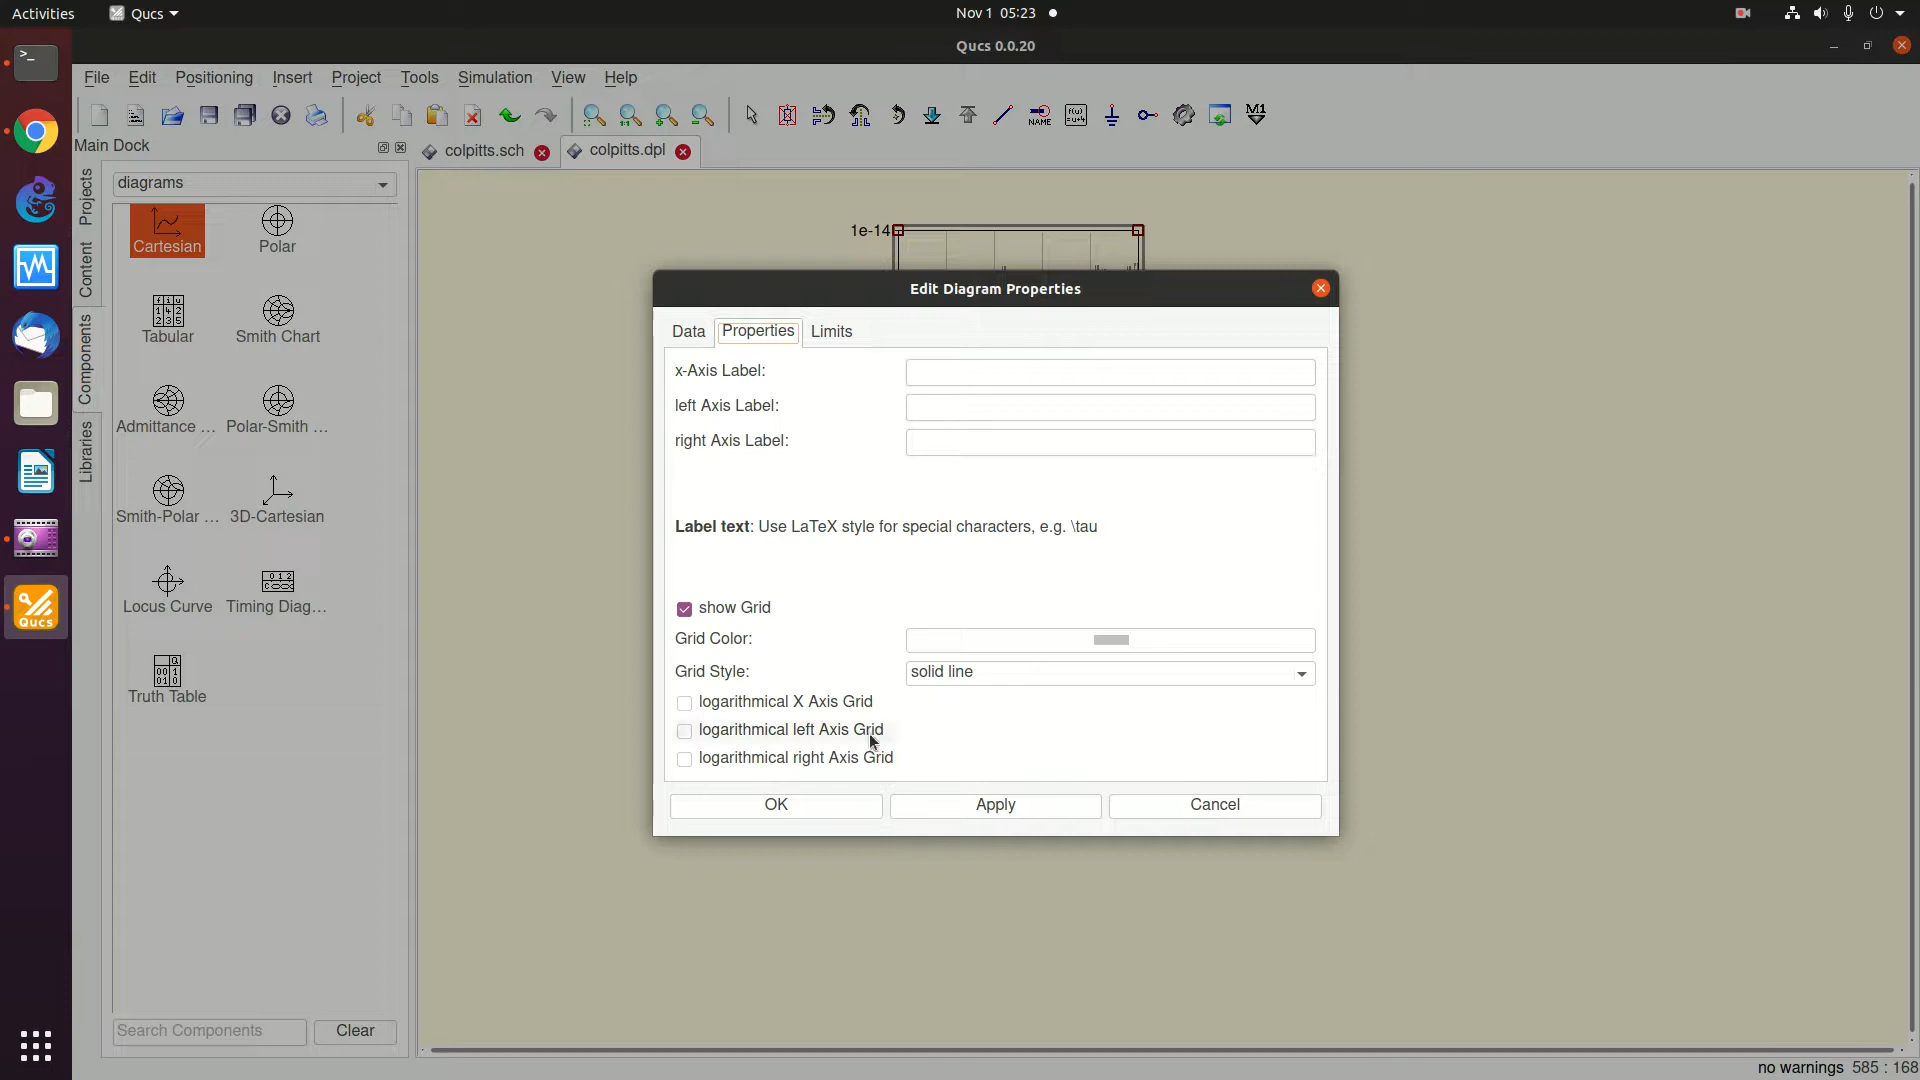 Activities Qucs Nov 1 05:23
Qucs 0.0.20
File Edit Positioning Insert Project Tools Simulation View Help
NAME f(u) =u+4 M1
Main Dock
colpitts.sch colpitts.dpl
diagrams
Projects
Content
Components
Libraries
Cartesian Polar
Tabular Smith Chart
Admittance ... Polar-Smith ...
Smith-Polar ... 3D-Cartesian
Locus Curve Timing Diag...
Truth Table
Search Components Clear
Qucs
1e-14
Edit Diagram Properties
Data Properties Limits
x-Axis Label:
left Axis Label:
right Axis Label:
Label text: Use LaTeX style for special characters, e.g. \tau
show Grid
Grid Color:
Grid Style: solid line
logarithmical X Axis Grid
logarithmical left Axis Grid
logarithmical right Axis Grid
OK Apply Cancel
no warnings 585 : 168